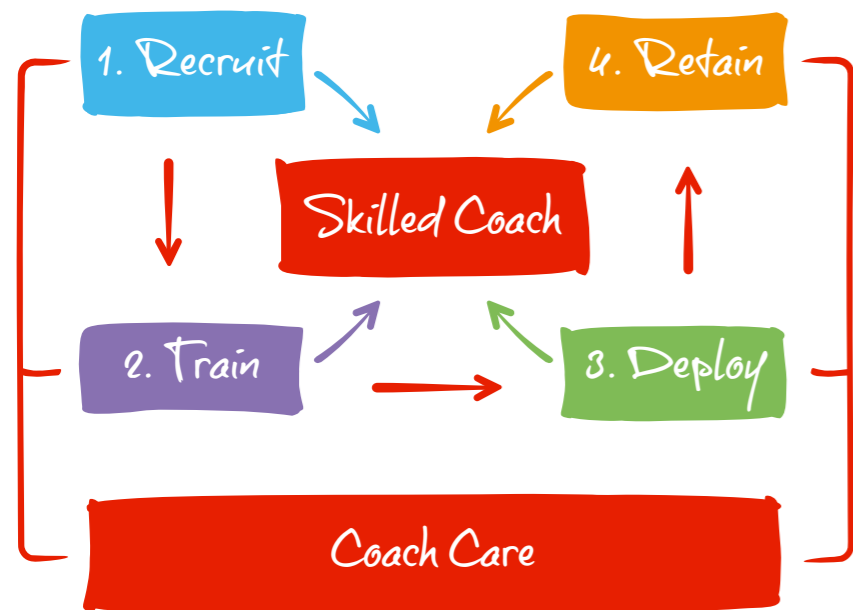 1. Recruit
4. Retain
Skilled Coach
2. Train
3. Deploy
Coach Care